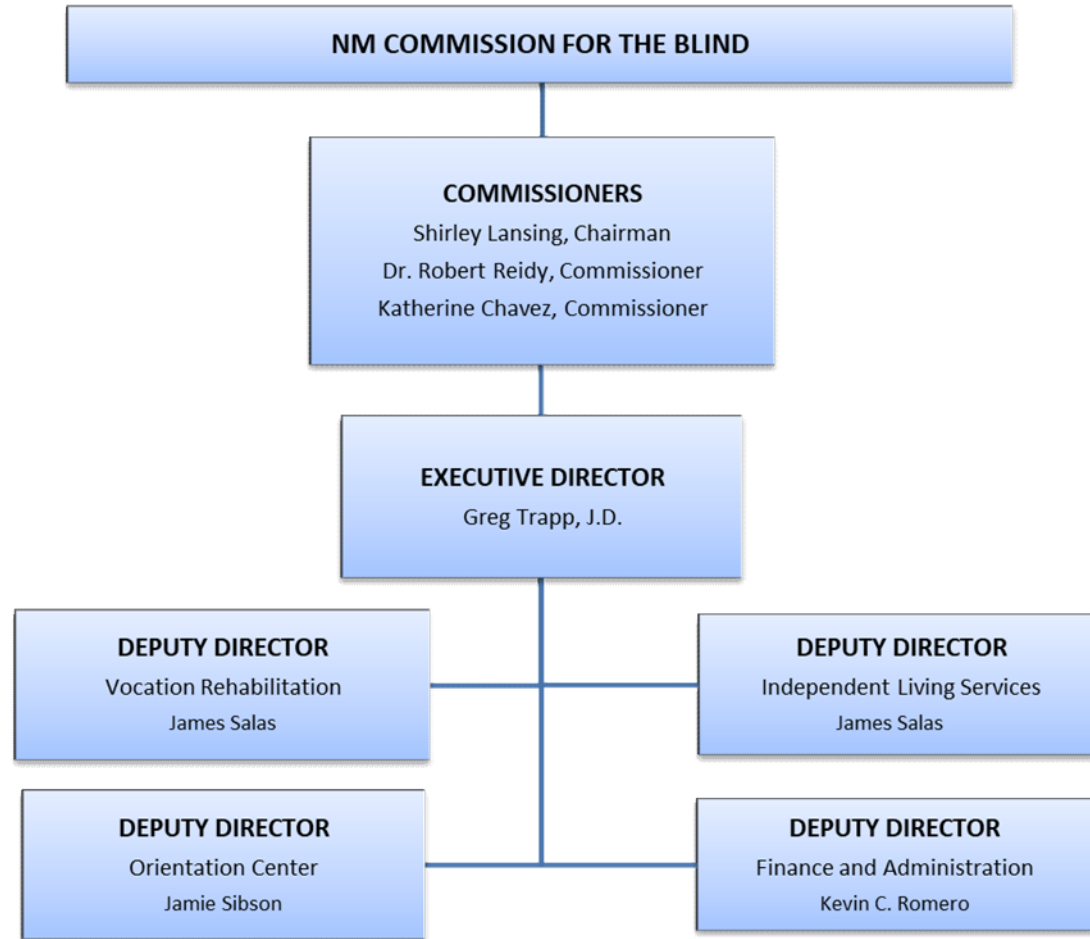 NM COMMISSION FOR THE BLIND
COMMISSIONERS
Shirley Lansing, Chairman
Dr. Robert Reidy, Commissioner
Katherine Chavez, Commissioner
EXECUTIVE DIRECTOR
Greg Trapp, J.D.
DEPUTY DIRECTOR
Vocation Rehabilitation
James Salas
DEPUTY DIRECTOR
Independent Living Services
James Salas
DEPUTY DIRECTOR
Orientation Center
Jamie Sibson
DEPUTY DIRECTOR
Finance and Administration
Kevin C. Romero